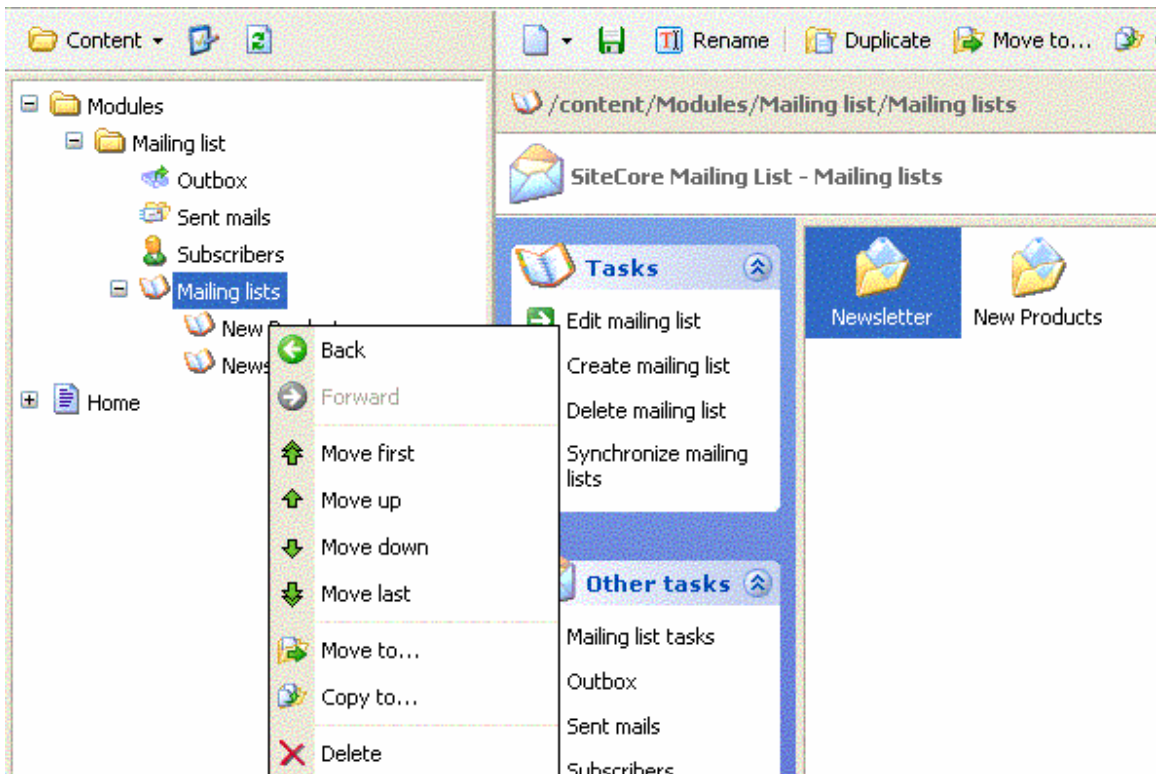 Content
Rename
Duplicate
Move to...
Modules
Mailing list
Outbox
Sent mails
Subscribers
Mailing lists
New
News
Home
Back
Forward
Move first
Move up
Move down
Move last
Move to...
Copy to...
Delete
/content/Modules/Mailing list/Mailing lists
SiteCore Mailing List - Mailing lists
Tasks
Edit mailing list
Create mailing list
Delete mailing list
Synchronize mailing
lists
Other tasks
Mailing list tasks
Outbox
Sent mails
Subscribers
Newsletter
New Products